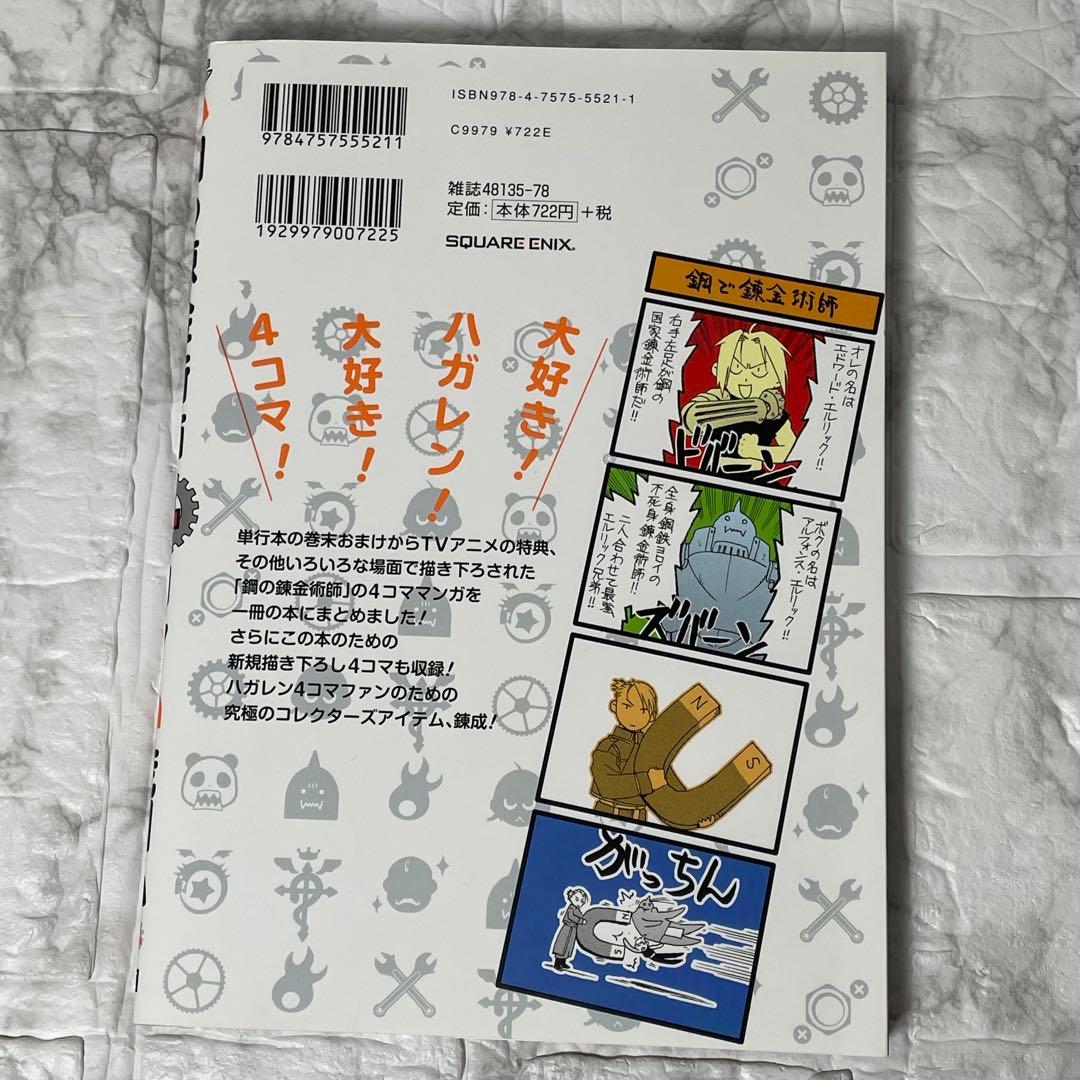 ISBN978-4-7575-5521-1
C9979 ¥722E
9784757555211
雑誌48135-78
定価：本体722円+税
1929979007225
SQUARE ENIX®
大好き！
ハガレン！
大好き！
4コマ！
単行本の巻末おまけからTVアニメの特典、
その他いろいろな場面で描き下ろされた
「鋼の錬金術師」の4コママンガを
一冊の本にまとめました！
さらにこの本のための
新規描き下ろし4コマも収録！
ハガレン4コマファンのための
究極のコレクターズアイテム、錬成！
鋼で錬金術師
オレの名は
エドワード・エルリック!!
右手左足が鋼の
国家錬金術師だ!!
ドバーン
ボクの名は
アルフォンス・エルリック!!
全身鋼鉄ヨロイの
不死身錬金術師!!
二人合わせて最強
エルリック兄弟!!
ズバーン
N
S
がっちん
N
S